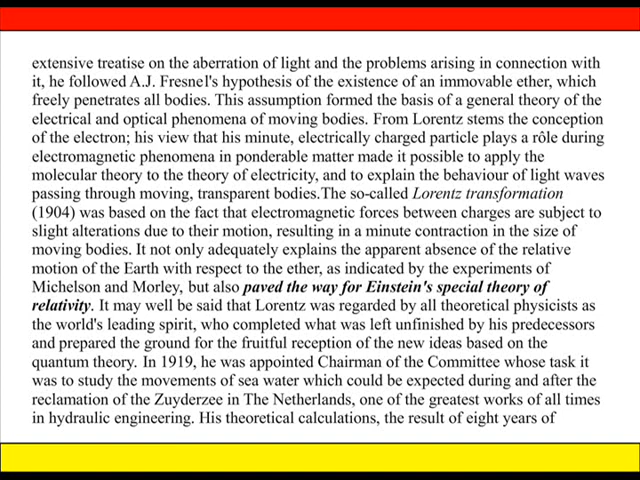 extensive treatise on the aberration of light and the problems arising in connection with
it, he followed A.J. Fresnel's hypothesis of the existence of an immovable ether, which
freely penetrates all bodies. This assumption formed the basis of a general theory of the
electrical and optical phenomena of moving bodies. From Lorentz stems the conception
of the electron; his view that his minute, electrically charged particle plays a rôle during
electromagnetic phenomena in ponderable matter made it possible to apply the
molecular theory to the theory of electricity, and to explain the behaviour of light waves
passing through moving, transparent bodies.The so-called Lorentz transformation
(1904) was based on the fact that electromagnetic forces between charges are subject to
slight alterations due to their motion, resulting in a minute contraction in the size of
moving bodies. It not only adequately explains the apparent absence of the relative
motion of the Earth with respect to the ether, as indicated by the experiments of
Michelson and Morley, but also paved the way for Einstein's special theory of
relativity. It may well be said that Lorentz was regarded by all theoretical physicists as
the world's leading spirit, who completed what was left unfinished by his predecessors
and prepared the ground for the fruitful reception of the new ideas based on the
quantum theory. In 1919, he was appointed Chairman of the Committee whose task it
was to study the movements of sea water which could be expected during and after the
reclamation of the Zuyderzee in The Netherlands, one of the greatest works of all times
in hydraulic engineering. His theoretical calculations, the result of eight years of